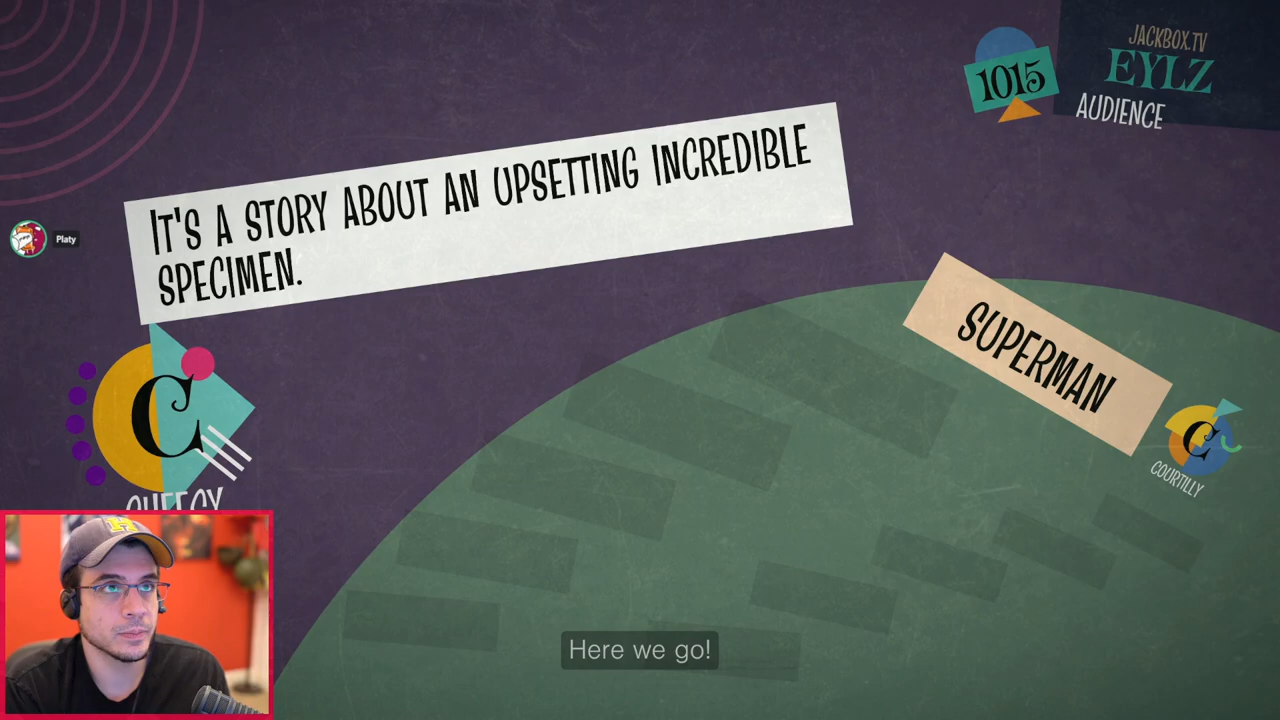 JACKBOX.TV
EYLZ
1015
AUDIENCE
IT'S A STORY ABOUT AN UPSETTING INCREDIBLE
SPECIMEN.
Platy
SUPERMAN
C
C
COURTILLY
H
Here we go!